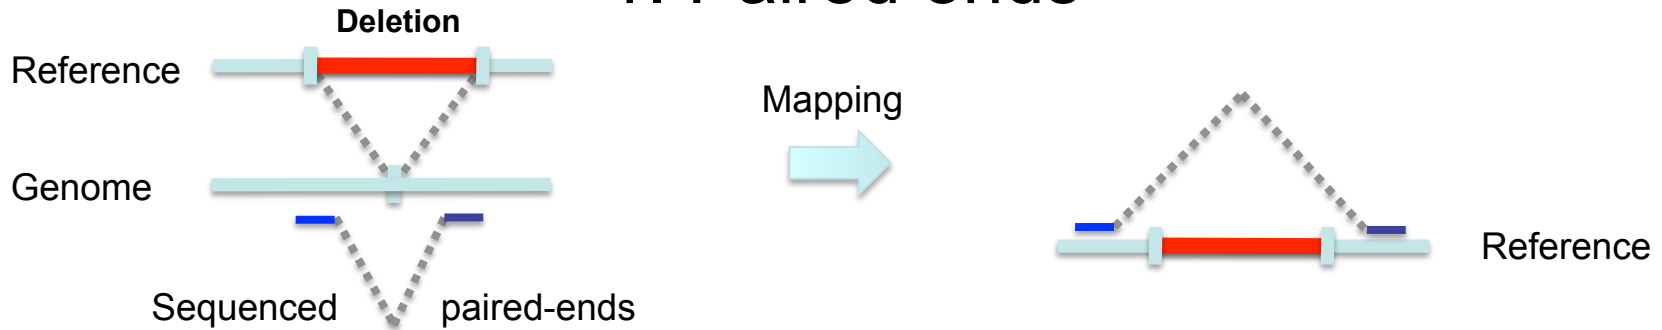 Deletion
Reference
Mapping
Genome
Reference
Sequenced paired-ends